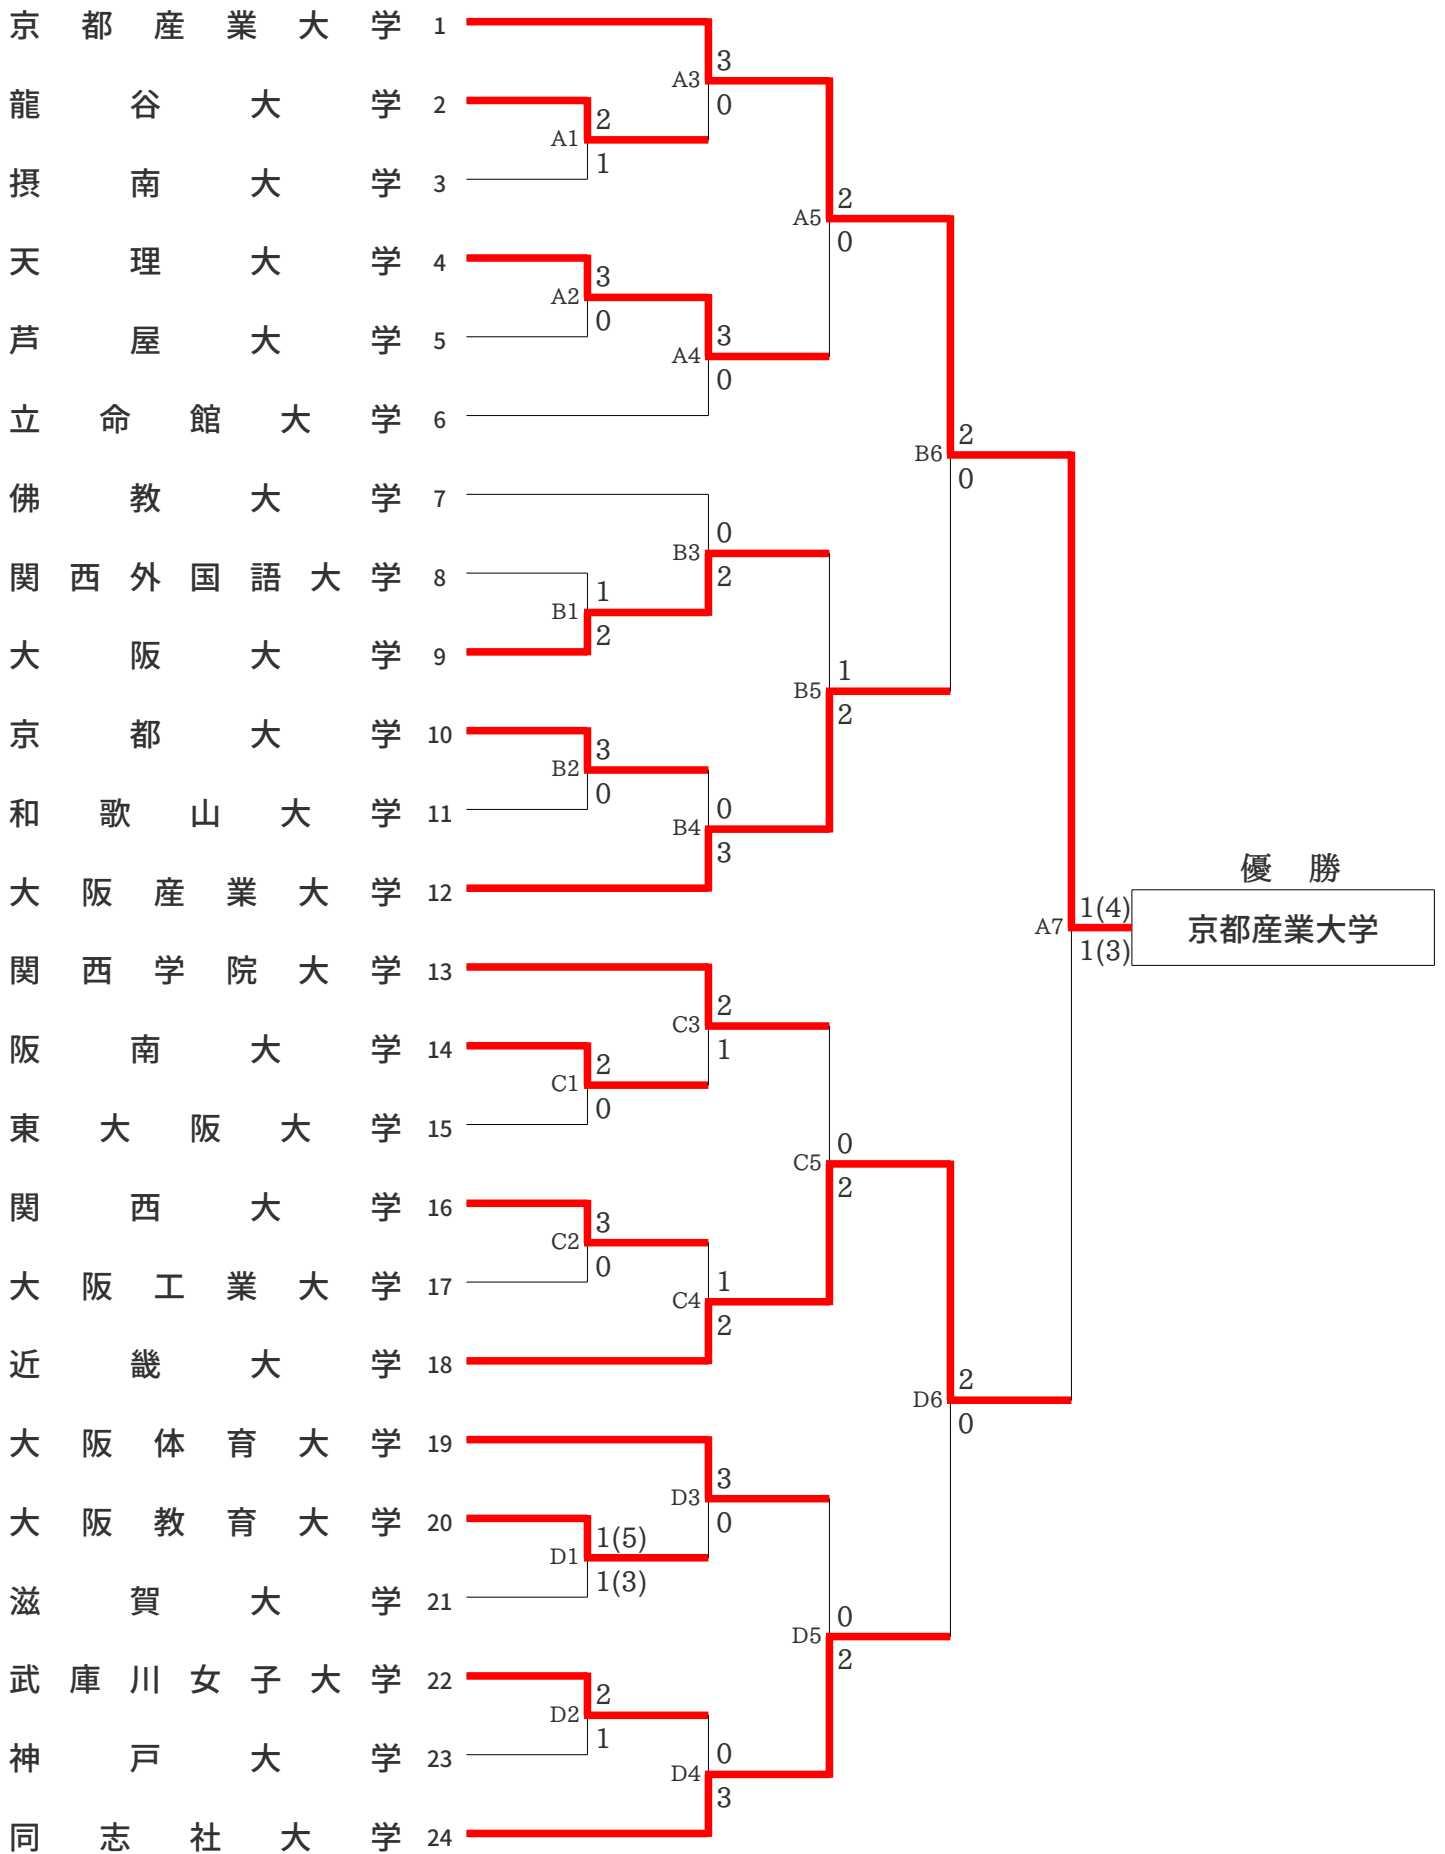 京都産業大学 1
3
A3
龍谷大学 2
0
2
A1
1
摂南大学 3
2
A5
0
天理大学 4
3
A2
0
芦屋大学 5
3
A4
0
立命館大学 6
2
B6
0
佛教大学 7
0
B3
2
関西外国語大学 8
1
B1
2
大阪大学 9
1
B5
2
京都大学 10
3
B2
0
和歌山大学 11
0
B4
3
大阪産業大学 12
優勝
1(4)
A7
京都産業大学
1(3)
関西学院大学 13
2
C3
1
阪南大学 14
2
C1
0
東大阪大学 15
0
C5
2
関西大学 16
3
C2
0
大阪工業大学 17
1
C4
2
近畿大学 18
2
D6
0
大阪体育大学 19
3
D3
0
大阪教育大学 20
1(5)
D1
1(3)
滋賀大学 21
0
D5
2
武庫川女子大学 22
2
D2
1
神戸大学 23
0
D4
3
同志社大学 24